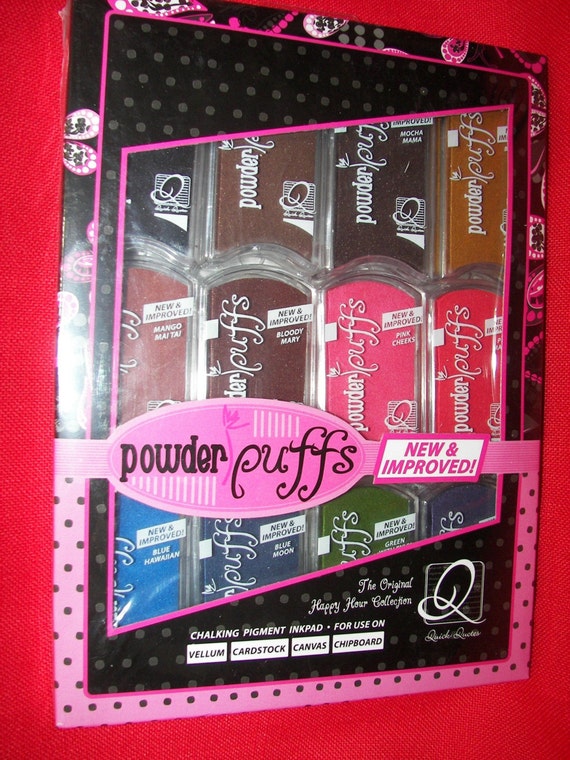 powder
powder
NEW &
IMPROVED!
MOCHA
MAMA
powder
puffs
powder
Q
NEW &
IMPROVED!
MANGO
MAI TAI
NEW &
IMPROVED!
BLOODY
MARY
powder puffs
NEW &
IMPROVED!
PINK
CHEEKS
powder puffs
powder puffs
powder puffs
NEW &
IMPROVED!
NEW &
IMPROVED!
BLUE
HAWAIIAN
NEW &
IMPROVED!
BLUE
MOON
puffs
NEW &
IMPROVED!
GREEN
puffs
The Original
Happy Hour Collection
Q
Quick Quotes
CHALKING PIGMENT INKPAD • FOR USE ON
VELLUM CARDSTOCK CANVAS CHIPBOARD